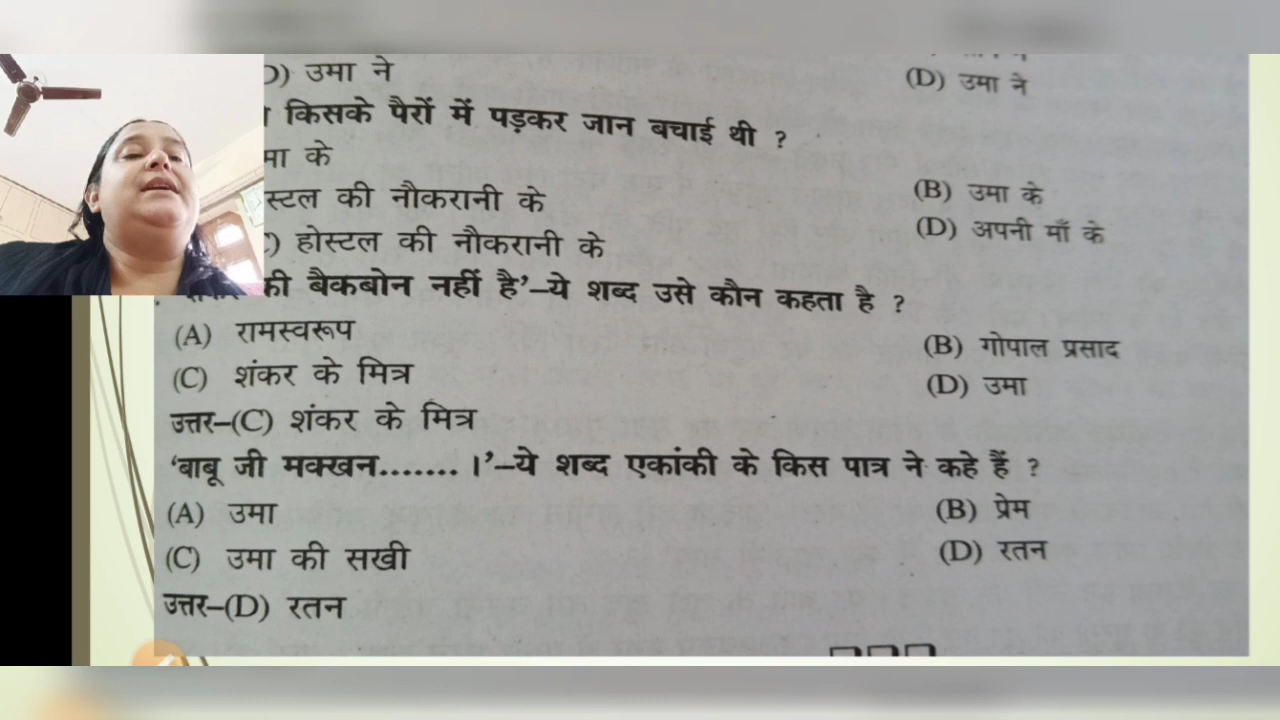 D) उमा ने (D) उमा ने
किसके पैरों में पड़कर जान बचाई थी ?
मा के (B) उमा के
स्टल की नौकरानी के (D) अपनी माँ के
) होस्टल की नौकरानी के
की बैकबोन नहीं है’–ये शब्द उसे कौन कहता है ?
(A) रामस्वरूप (B) गोपाल प्रसाद
(C) शंकर के मित्र (D) उमा
उत्तर–(C) शंकर के मित्र
‘बाबू जी मक्खन.......।’–ये शब्द एकांकी के किस पात्र ने कहे हैं ?
(A) उमा (B) प्रेम
(C) उमा की सखी (D) रतन
उत्तर–(D) रतन